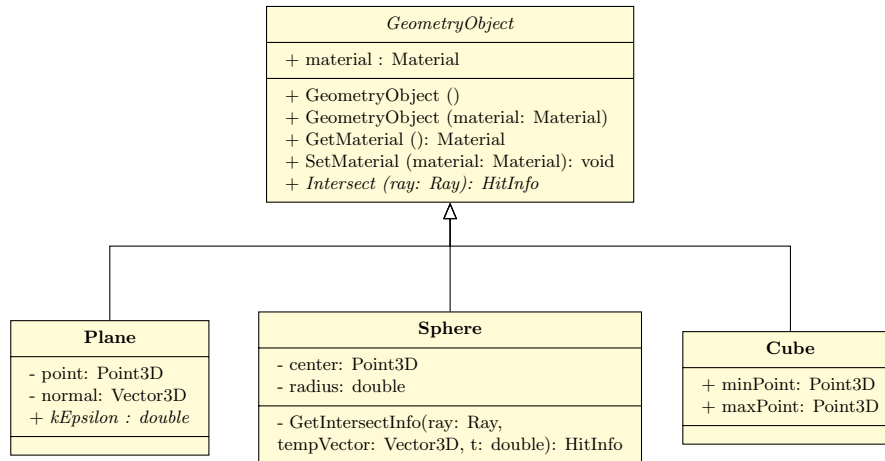 GeometryObject
+ material : Material
+ GeometryObject ()
+ GeometryObject (material: Material)
+ GetMaterial (): Material
+ SetMaterial (material: Material): void
+ Intersect (ray: Ray): HitInfo
Plane
- point: Point3D
- normal: Vector3D
+ kEpsilon : double
Sphere
- center: Point3D
- radius: double
- GetIntersectInfo(ray: Ray,
tempVector: Vector3D, t: double): HitInfo
Cube
+ minPoint: Point3D
+ maxPoint: Point3D